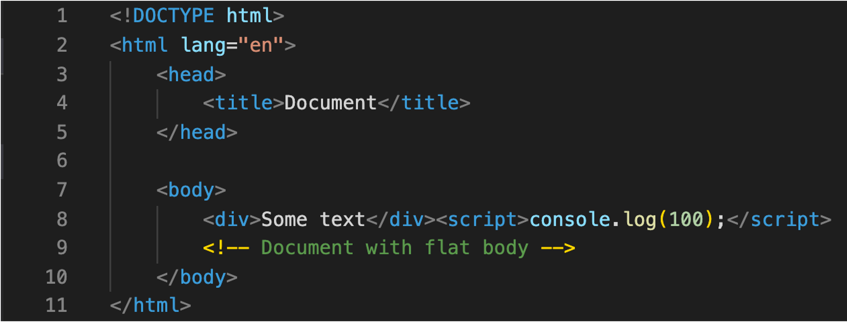 1 <!DOCTYPE html>
2 <html lang="en">
3     <head>
4         <title>Document</title>
5     </head>
6
7     <body>
8         <div>Some text</div><script>console.log(100);</script>
9         <!-- Document with flat body -->
10     </body>
11 </html>